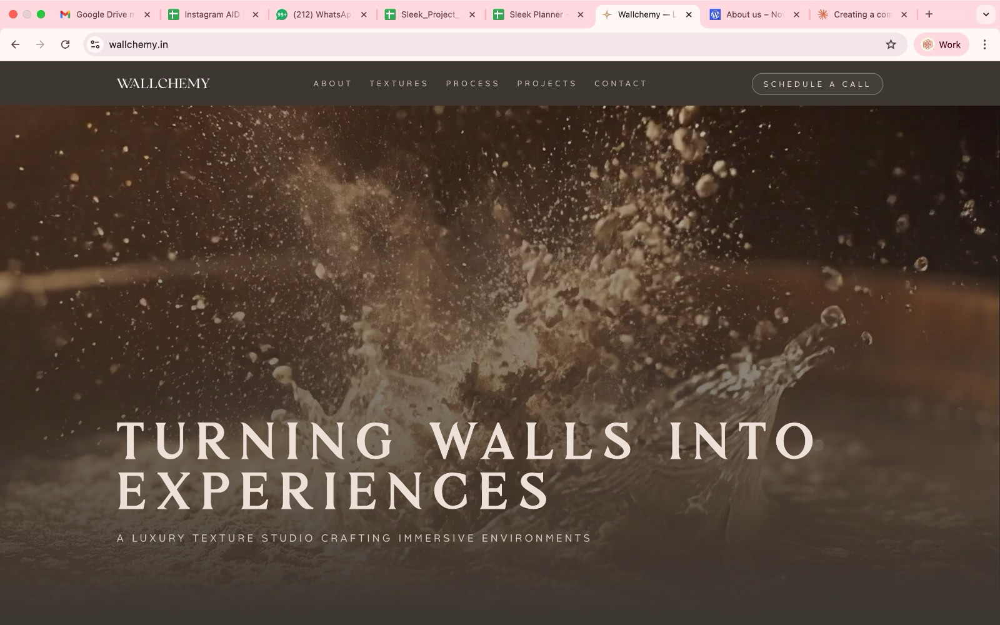 Google Drive
Instagram AID
99+
(212) WhatsAp
Sleek_Project_
Sleek Planner -
Wallchemy — L
About us – Nov
Creating a com
wallchemy.in
Work
WALLCHEMY
ABOUT
TEXTURES
PROCESS
PROJECTS
CONTACT
SCHEDULE A CALL
TURNING WALLS INTO
EXPERIENCES
A LUXURY TEXTURE STUDIO CRAFTING IMMERSIVE ENVIRONMENTS